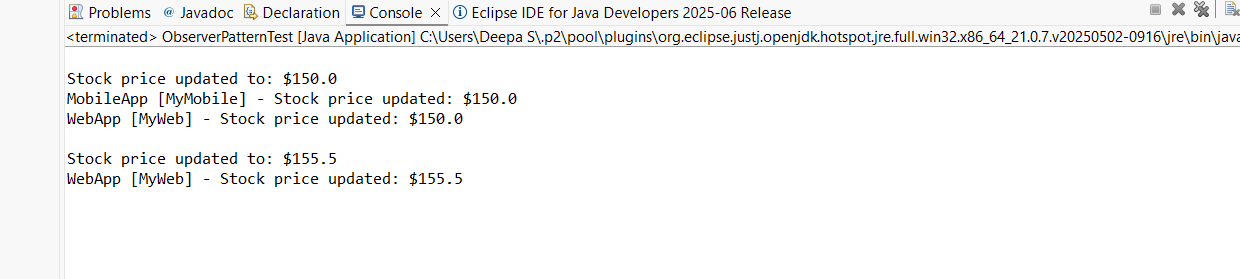 Problems Javadoc Declaration Console Eclipse IDE for Java Developers 2025-06 Release
<terminated> ObserverPatternTest [Java Application] C:\Users\Deepa S\.p2\pool\plugins\org.eclipse.justj.openjdk.hotspot.jre.full.win32.x86_64_21.0.7.v20250502-0916\jre\bin\java
Stock price updated to: $150.0
MobileApp [MyMobile] - Stock price updated: $150.0
WebApp [MyWeb] - Stock price updated: $150.0
Stock price updated to: $155.5
WebApp [MyWeb] - Stock price updated: $155.5